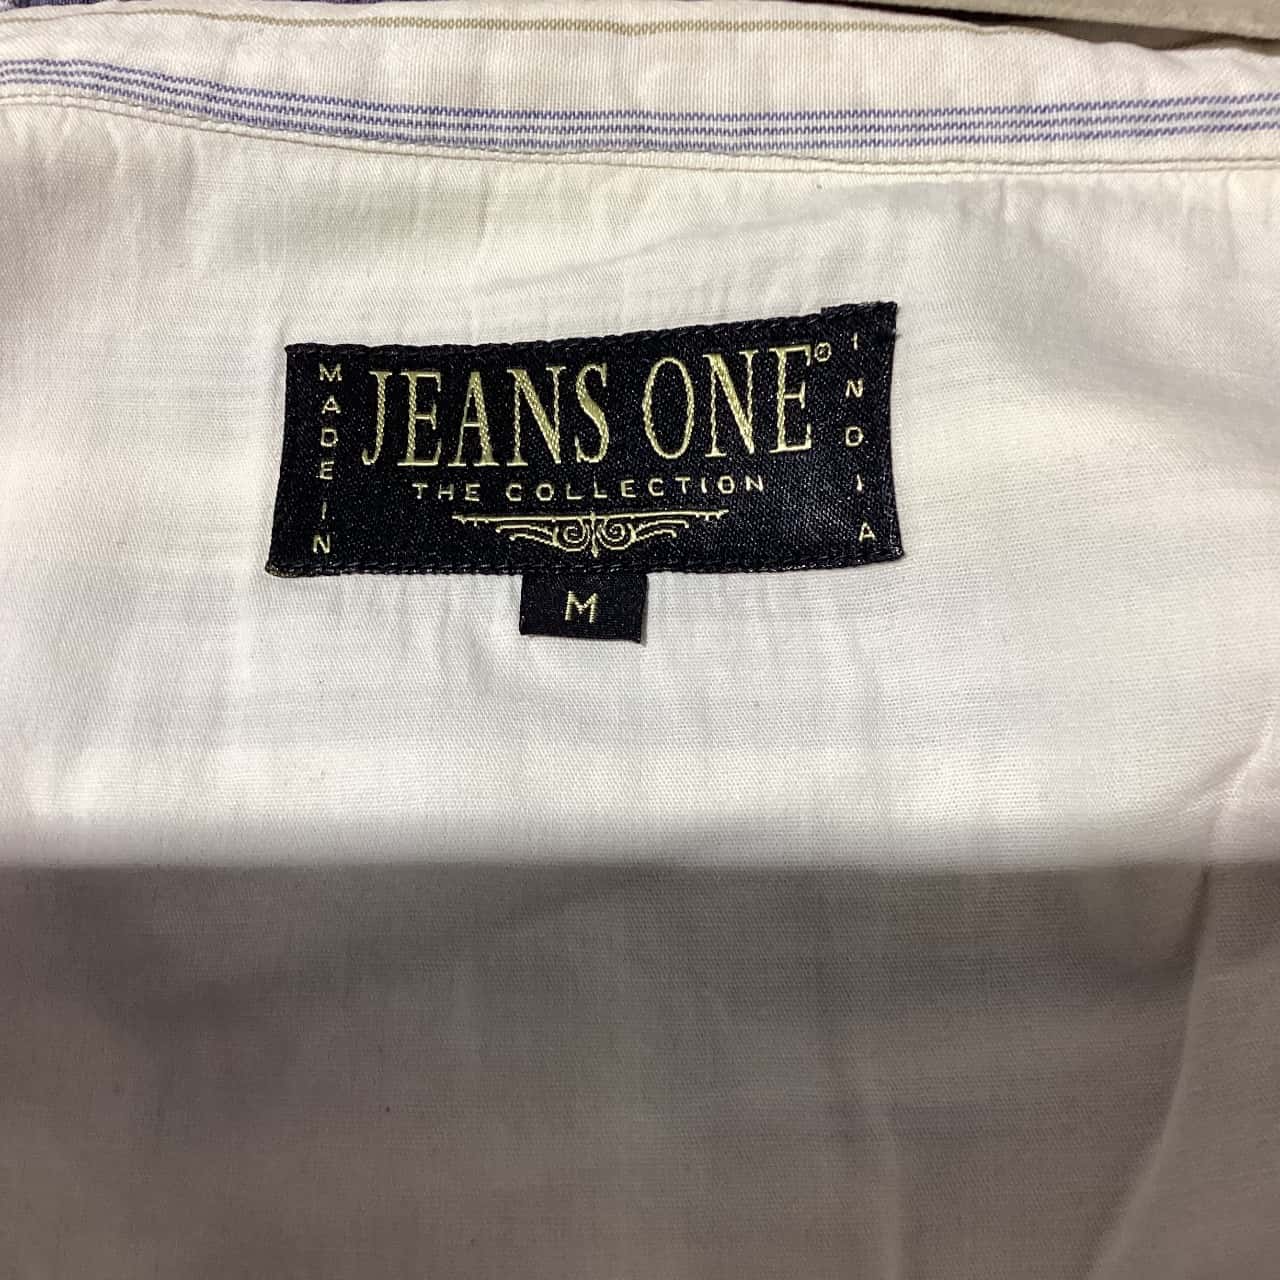 MADE IN
JEANS ONE®
THE COLLECTION
INDIA
M